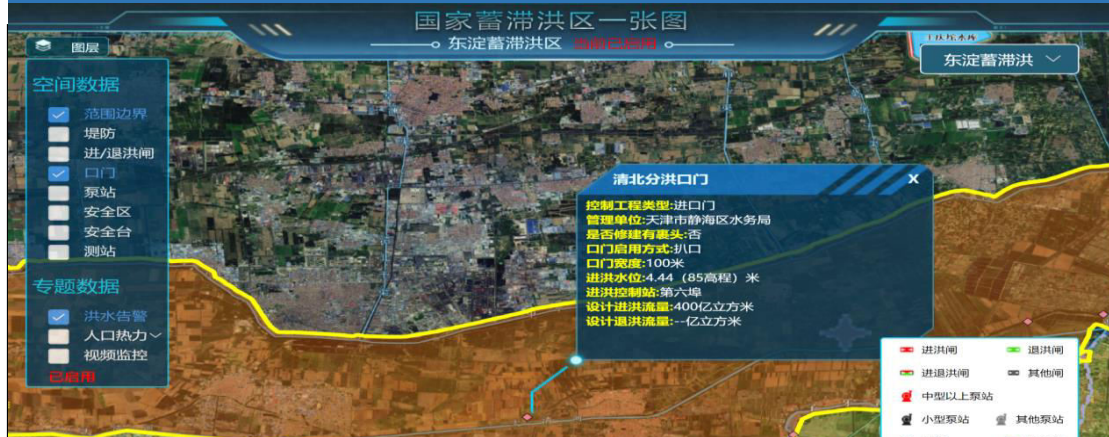 国家蓄滞洪区一张图
东淀蓄滞洪区 当前已启用
图层
东淀蓄滞洪
空间数据
范围边界
堤防
进/退洪闸
口门
泵站
安全区
安全台
测站
专题数据
洪水告警
人口热力
视频监控
已启用
清北分洪口门 X
控制工程类型:进口门
管理单位:天津市静海区水务局
是否修建有裹头:否
口门启用方式:扒口
口门宽度:100米
进洪水位:4.44（85高程）米
进洪控制站:第六埠
设计进洪流量:400亿立方米
设计退洪流量:--亿立方米
进洪闸 退洪闸
进退洪闸 其他闸
中型以上泵站
小型泵站 其他泵站